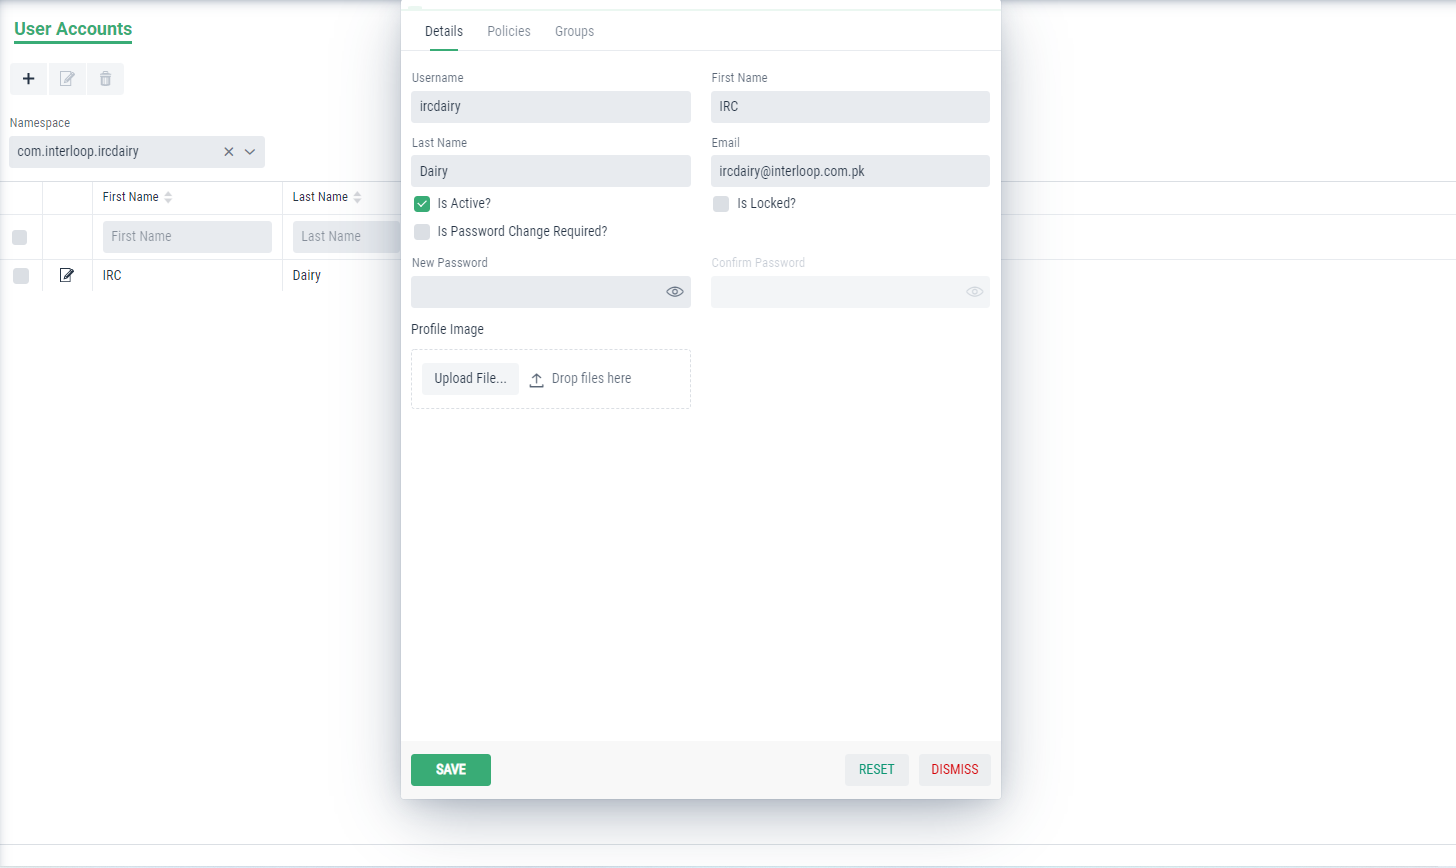 User Accounts
Namespace
com.interloop.ircdairy
First Name
Last Name
First Name
Last Name
IRC
Dairy
Details
Policies
Groups
Username
First Name
ircdairy
IRC
Last Name
Email
Dairy
ircdairy@interloop.com.pk
Is Active?
Is Locked?
Is Password Change Required?
New Password
Confirm Password
Profile Image
Upload File...
Drop files here
SAVE
RESET
DISMISS